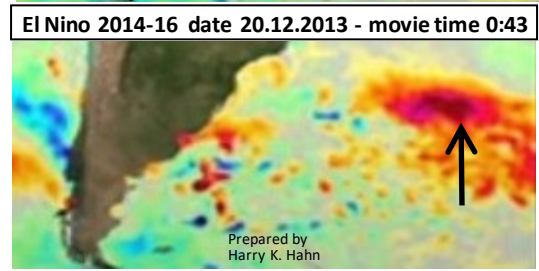 El Nino 2014-16 date 20.12.2013 - movie time 0:43
Prepared by
Harry K. Hahn